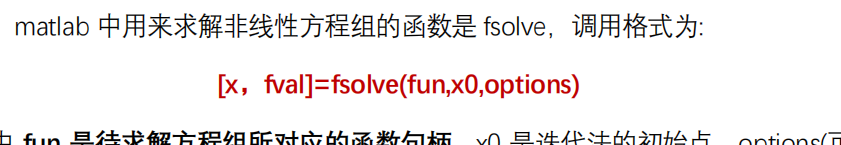 matlab 中用来求解非线性方程组的函数是 fsolve，调用格式为:
[x，fval]=fsolve(fun,x0,options)
中 fun 是待求解方程组所对应的函数句柄，x0 是迭代法的初始点，options(可